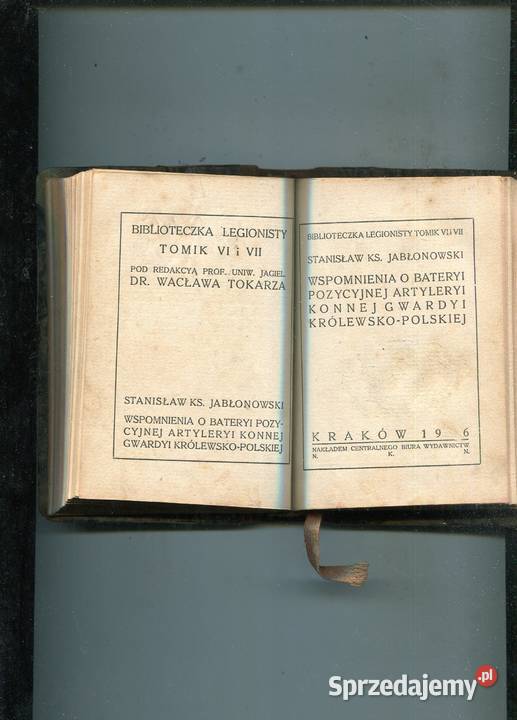 BIBLIOTECZKA LEGIONISTY
TOMIK VI i VII
POD REDAKCYĄ PROF. UNIW. JAGIEL.
DR. WACŁAWA TOKARZA
STANISŁAW KS. JABŁONOWSKI
WSPOMNIENIA O BATERYI POZY-
CYJNEJ ARTYLERYI KONNEJ
GWARDYI KRÓLEWSKO-POLSKIEJ
BIBLIOTECZKA LEGIONISTY TOMIK VI i VII
STANISŁAW KS. JABŁONOWSKI
WSPOMNIENIA O BATERYI
POZYCYJNEJ ARTYLERYI
KONNEJ GWARDYI
KRÓLEWSKO-POLSKIEJ
KRAKÓW 19 6
NAKŁADEM CENTRALNEGO BIURA WYDAWNICTW
N. K. N.
Sprzedajemy.pl